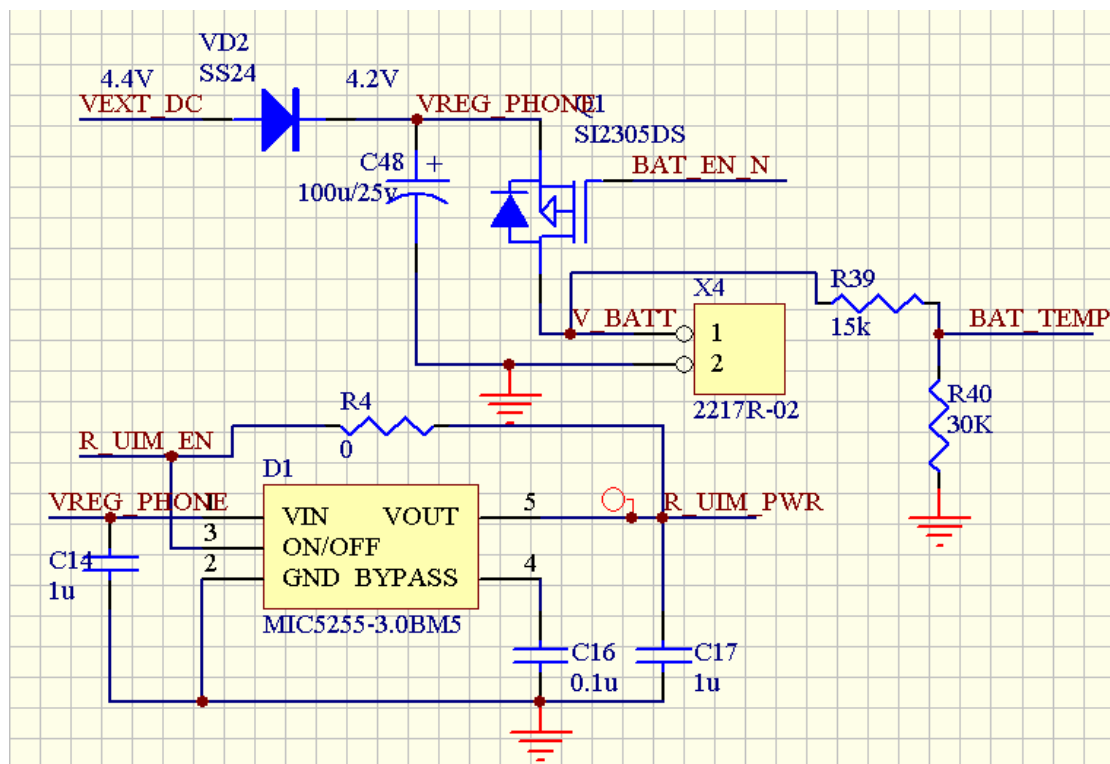 VD2
SS24
4.4V
4.2V
VEXT_DC
VREG_PHONE
Q1
SI2305DS
C48
+
100u/25v
BAT_EN_N
X4
R39
15k
V_BATT
1
2
BAT_TEMP
2217R-02
R40
30K
R4
0
R_UIM_EN
D1
VREG_PHONE
1
VIN
VOUT
5
R_UIM_PWR
3
ON/OFF
2
GND
BYPASS
4
C14
1u
MIC5255-3.0BM5
C16
0.1u
C17
1u